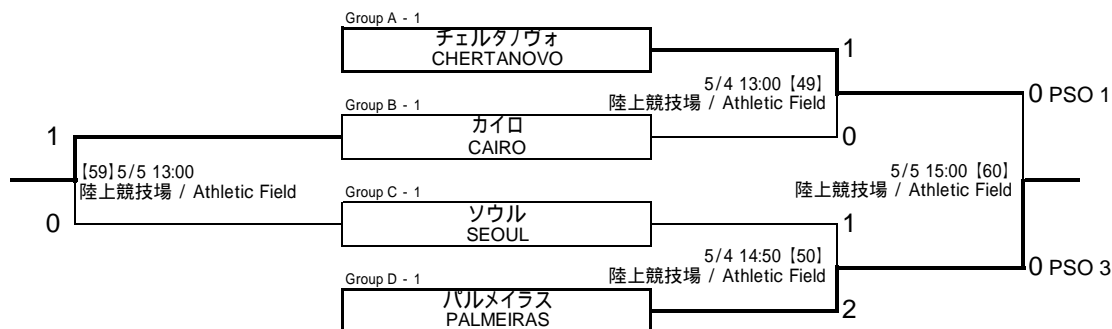 Group A - 1
チェルタノヴォ
CHERTANOVO
1
5/4 13:00【49】
陸上競技場 / Athletic Field
0 PSO 1
Group B - 1
カイロ
CAIRO
1
0
【59】5/5 13:00
陸上競技場 / Athletic Field
5/5 15:00【60】
陸上競技場 / Athletic Field
Group C - 1
ソウル
SEOUL
0
1
5/4 14:50【50】
陸上競技場 / Athletic Field
0 PSO 3
Group D - 1
パルメイラス
PALMEIRAS
2